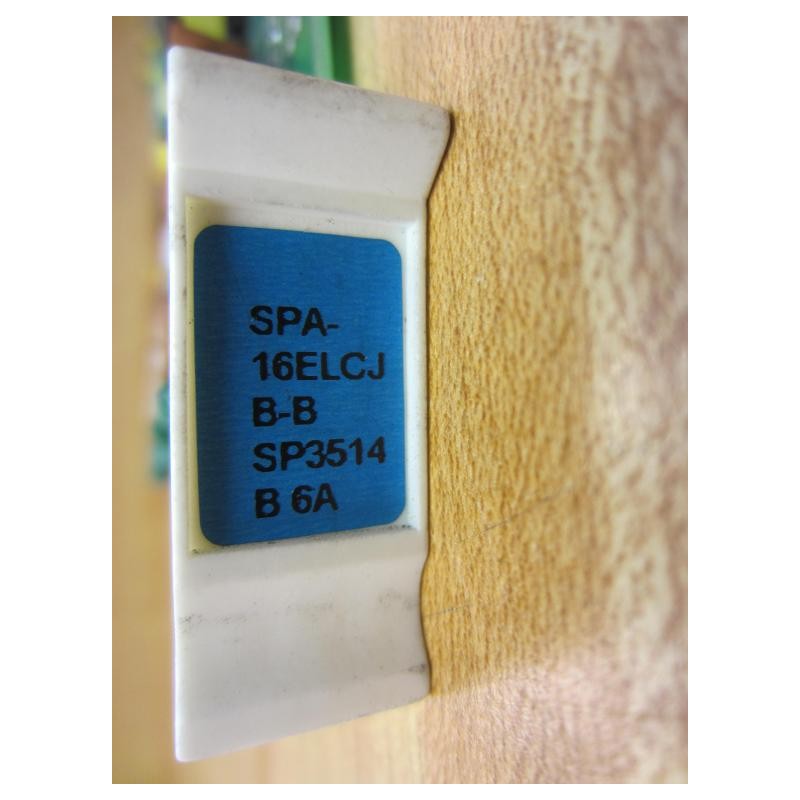 SPA-
16ELCJ
B-B
SP3514
B 6A